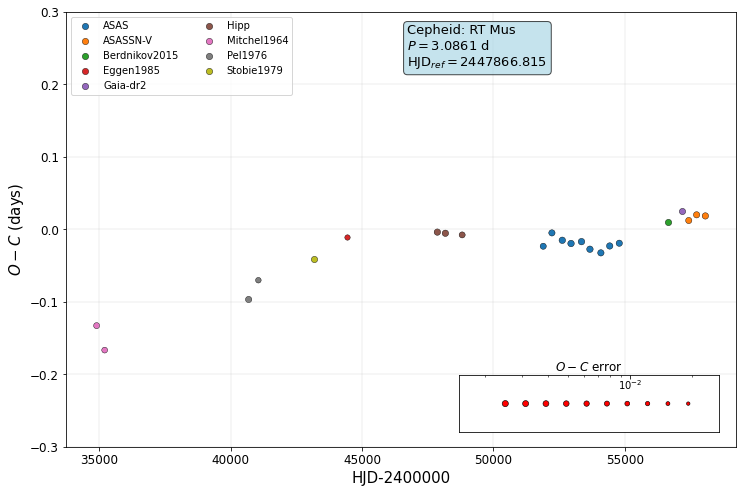 ASAS
ASASSN-V
Berdnikov2015
Eggen1985
Gaia-dr2
Hipp
Mitchel1964
Pel1976
Stobie1979
Cepheid: RT Mus
P = 3.0861 d
HJD_ref = 2447866.815
0.3
0.2
0.1
0.0
−0.1
−0.2
−0.3
O − C (days)
O − C error
10^{-2}
35000 40000 45000 50000 55000
HJD-2400000